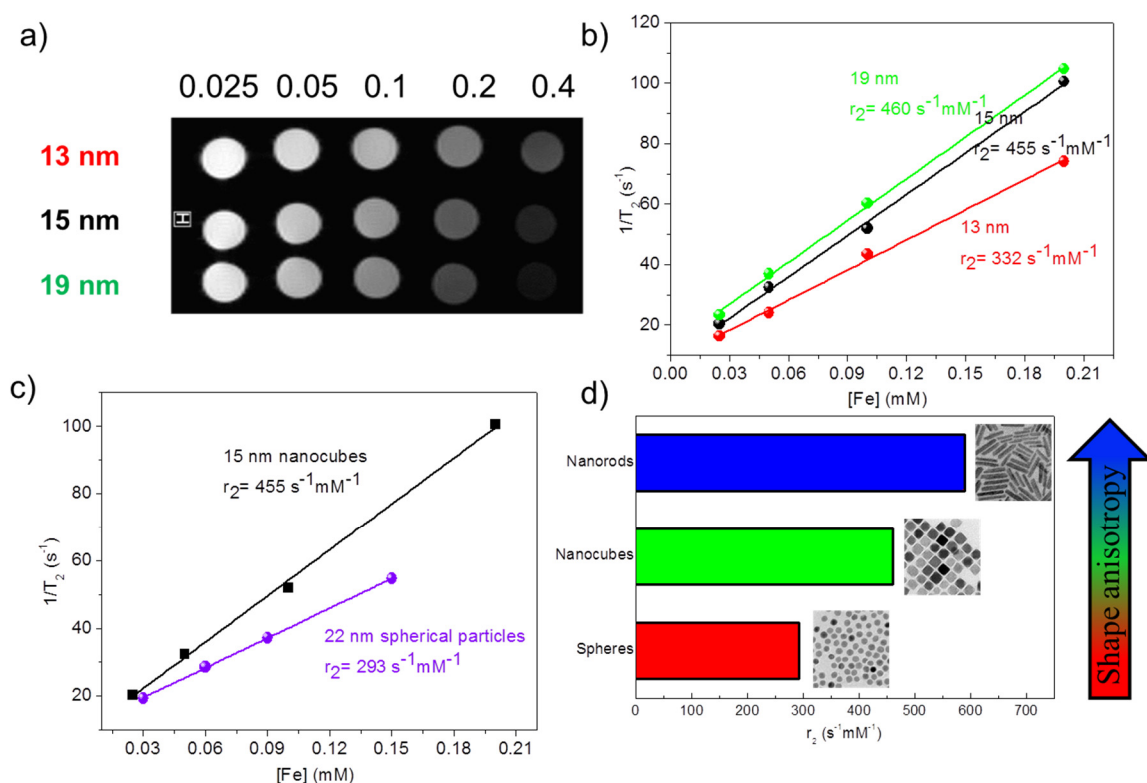 a)
0.025 0.05 0.1 0.2 0.4
13 nm
15 nm
19 nm
H
b)
120
100
80
60
40
20
1/T₂ (s⁻¹)
19 nm
r₂= 460 s⁻¹mM⁻¹
15 nm
r₂= 455 s⁻¹mM⁻¹
13 nm
r₂= 332 s⁻¹mM⁻¹
0.00 0.03 0.06 0.09 0.12 0.15 0.18 0.21
[Fe] (mM)
c)
100
80
60
40
20
1/T₂ (s⁻¹)
15 nm nanocubes
r₂= 455 s⁻¹mM⁻¹
22 nm spherical particles
r₂= 293 s⁻¹mM⁻¹
0.03 0.06 0.09 0.12 0.15 0.18 0.21
[Fe] (mM)
d)
Nanorods
Nanocubes
Spheres
0 100 200 300 400 500 600 700
r₂ (s⁻¹mM⁻¹)
Shape anisotropy